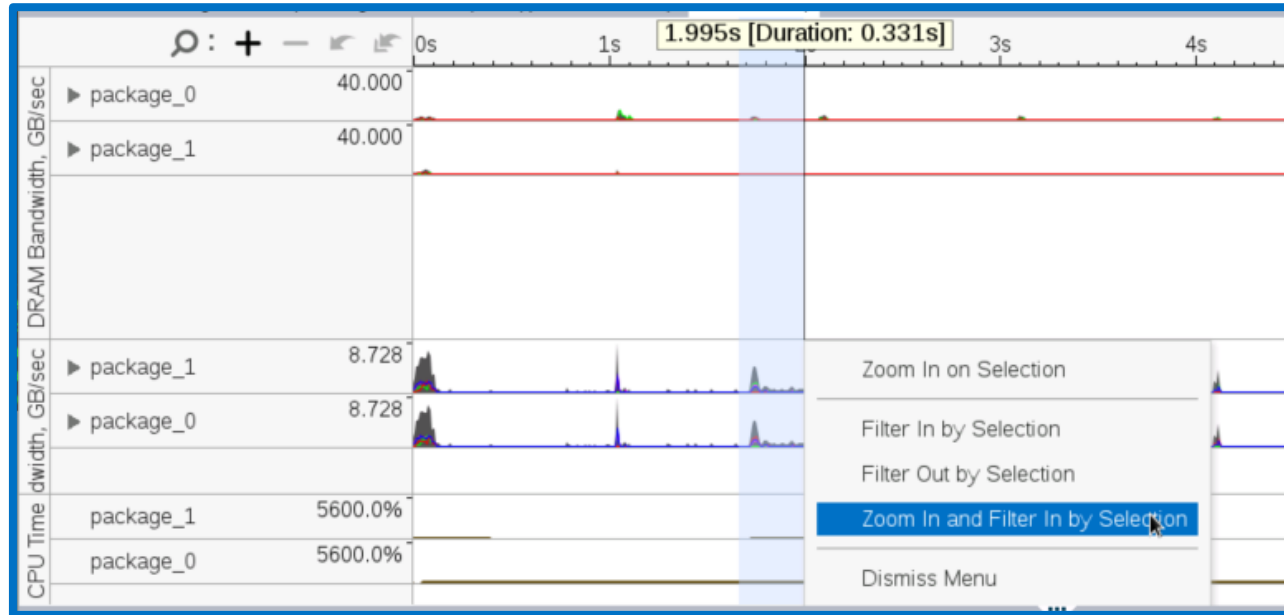 0s 1s 1.995s [Duration: 0.331s] 3s 4s
DRAM Bandwidth, GB/sec
package_0 40.000
package_1 40.000
dwidth, GB/sec
package_1 8.728
package_0 8.728
CPU Time
package_1 5600.0%
package_0 5600.0%
Zoom In on Selection
Filter In by Selection
Filter Out by Selection
Zoom In and Filter In by Selection
Dismiss Menu